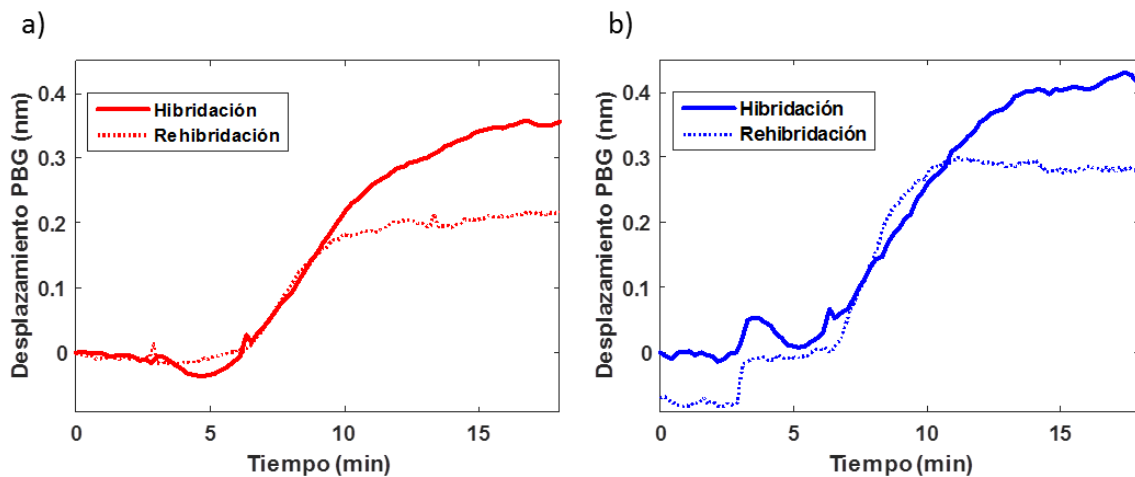 a)
Hibridación
Rehibridación
Desplazamiento PBG (nm)
0.4
0.3
0.2
0.1
0
0
5
10
15
Tiempo (min)
b)
Hibridación
Rehibridación
Desplazamiento PBG (nm)
0.4
0.3
0.2
0.1
0
0
5
10
15
Tiempo (min)